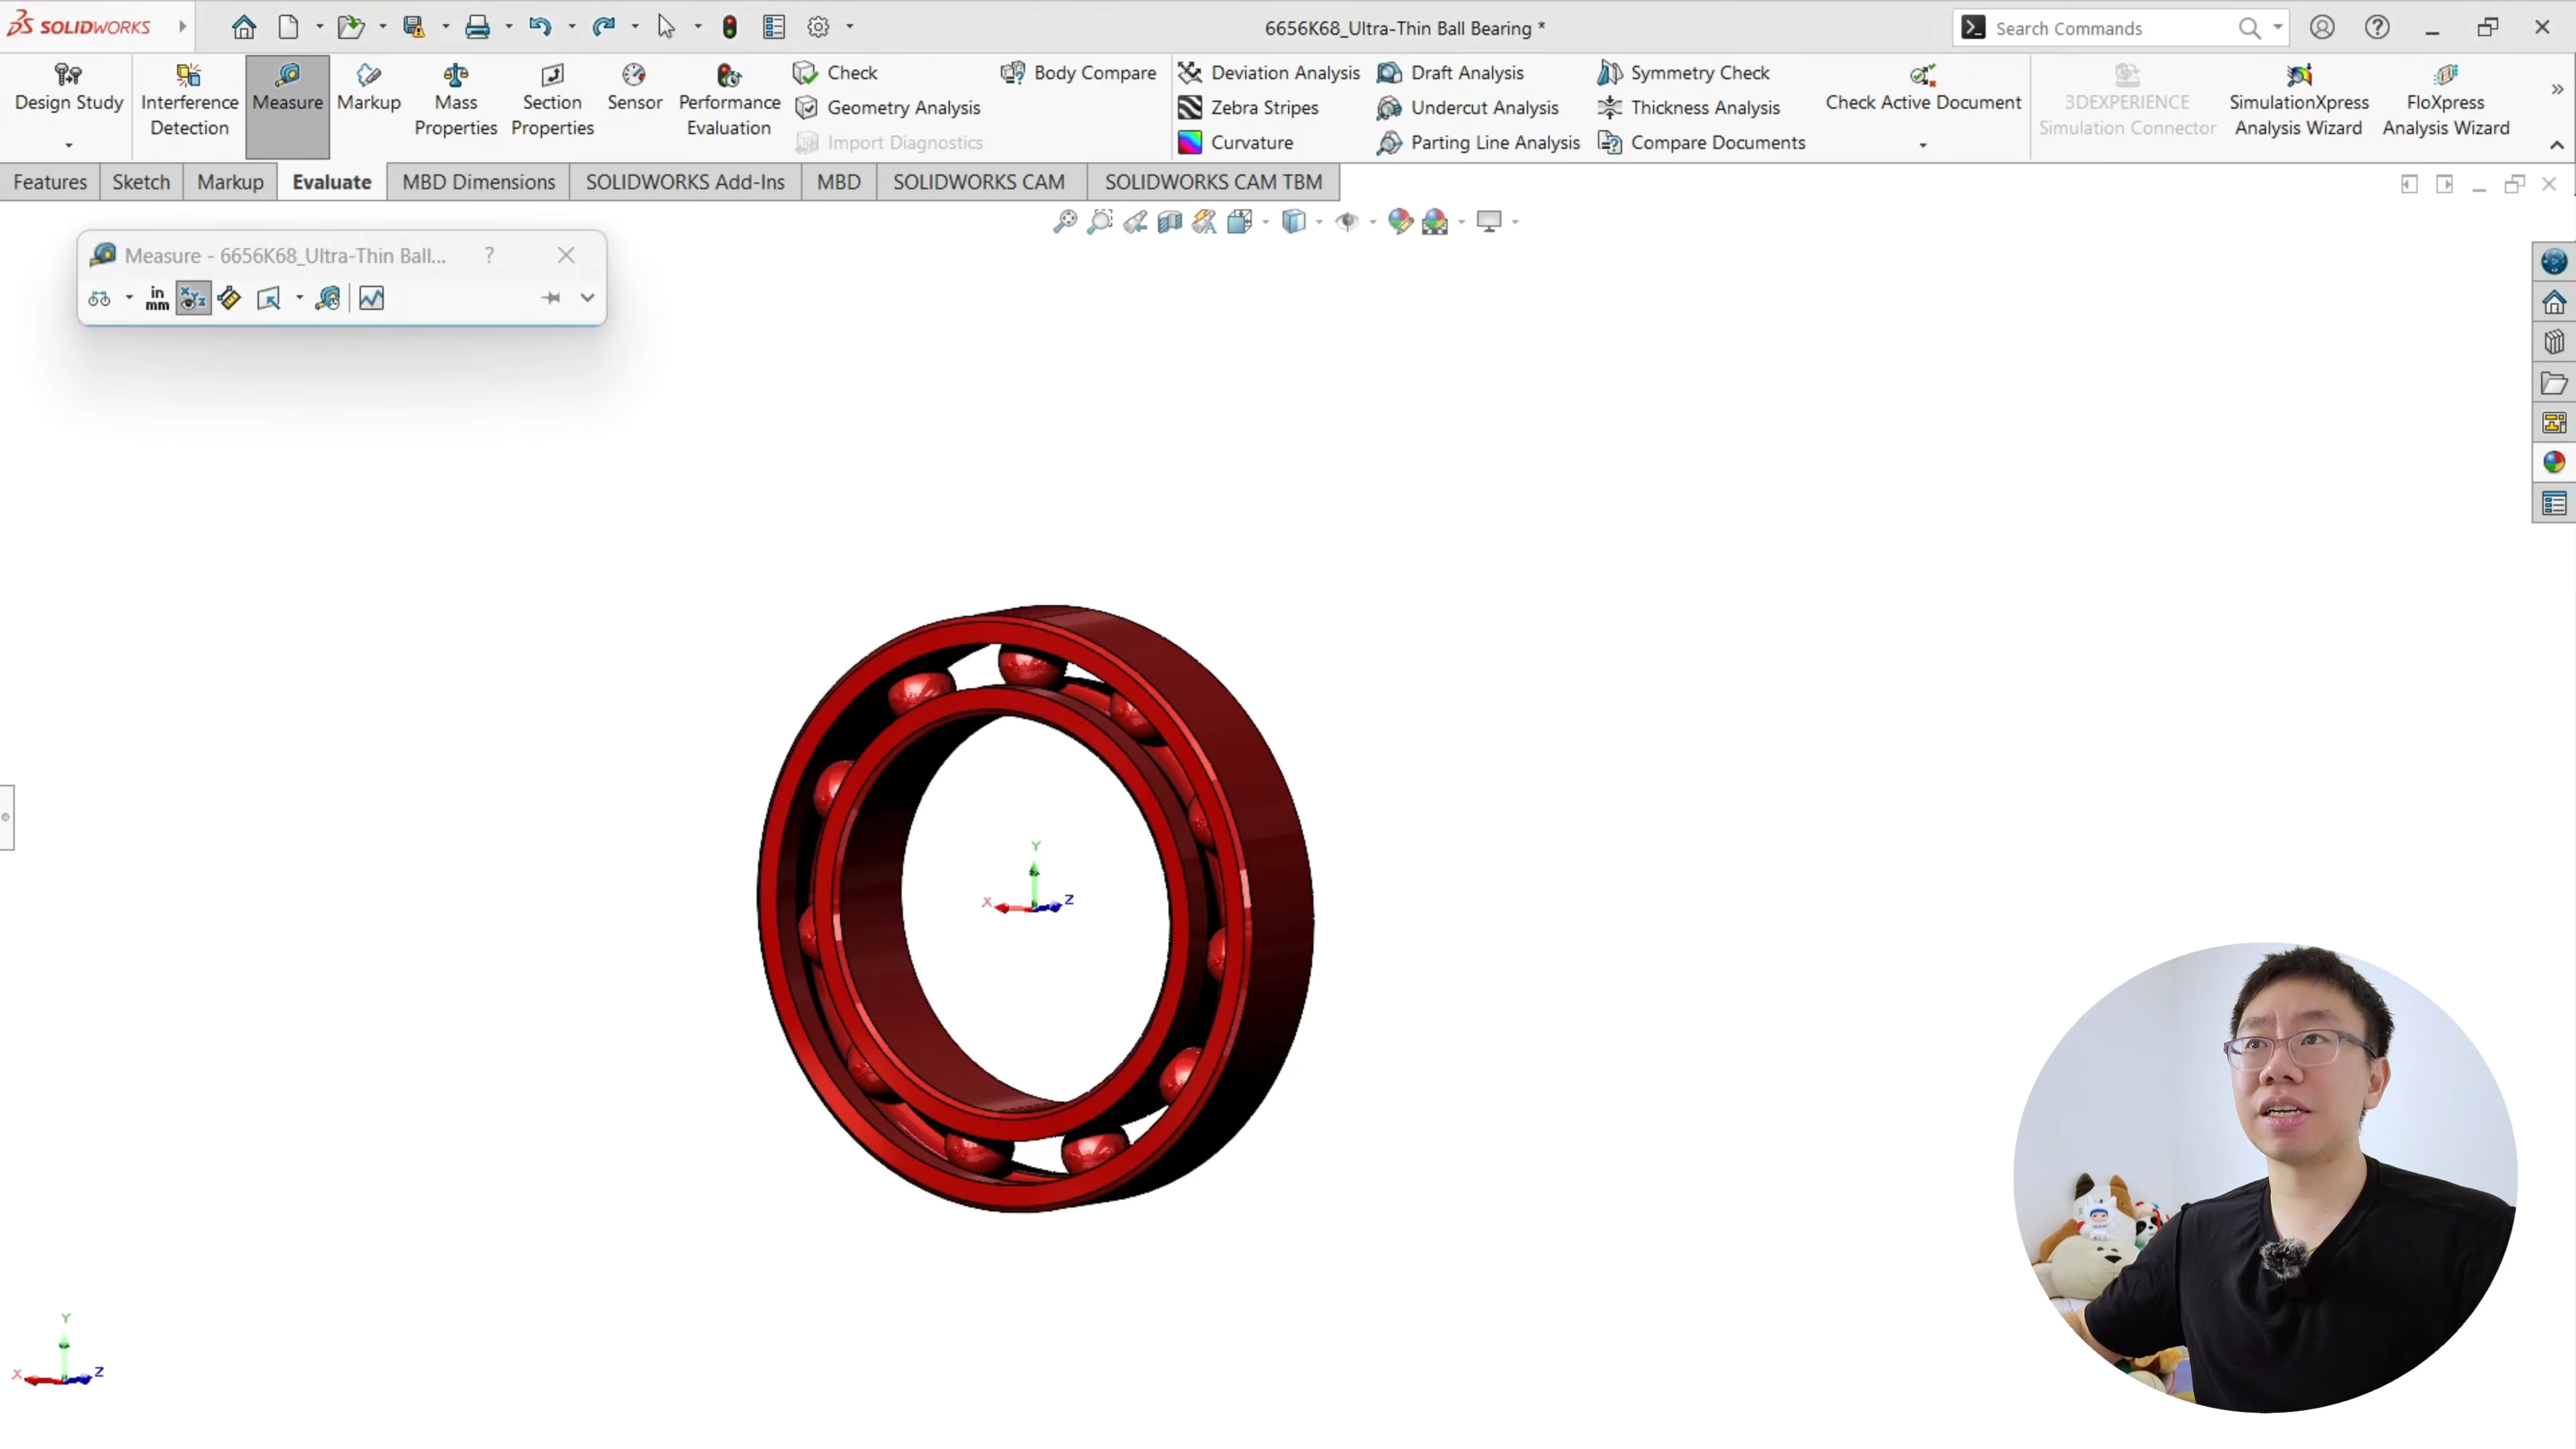 SOLIDWORKS
6656K68_Ultra-Thin Ball Bearing *
Search Commands
Design Study
Interference
Detection
Measure
Markup
Mass
Properties
Section
Properties
Sensor
Performance
Evaluation
Check
Geometry Analysis
Import Diagnostics
Body Compare
Deviation Analysis
Zebra Stripes
Curvature
Draft Analysis
Undercut Analysis
Parting Line Analysis
Symmetry Check
Thickness Analysis
Compare Documents
Check Active Document
3DEXPERIENCE
Simulation Connector
SimulationXpress
Analysis Wizard
FloXpress
Analysis Wizard
Features
Sketch
Markup
Evaluate
MBD Dimensions
SOLIDWORKS Add-Ins
MBD
SOLIDWORKS CAM
SOLIDWORKS CAM TBM
Measure - 6656K68_Ultra-Thin Ball... ?
in
mm
XYZ
Y
X
Z
Y
X
Z